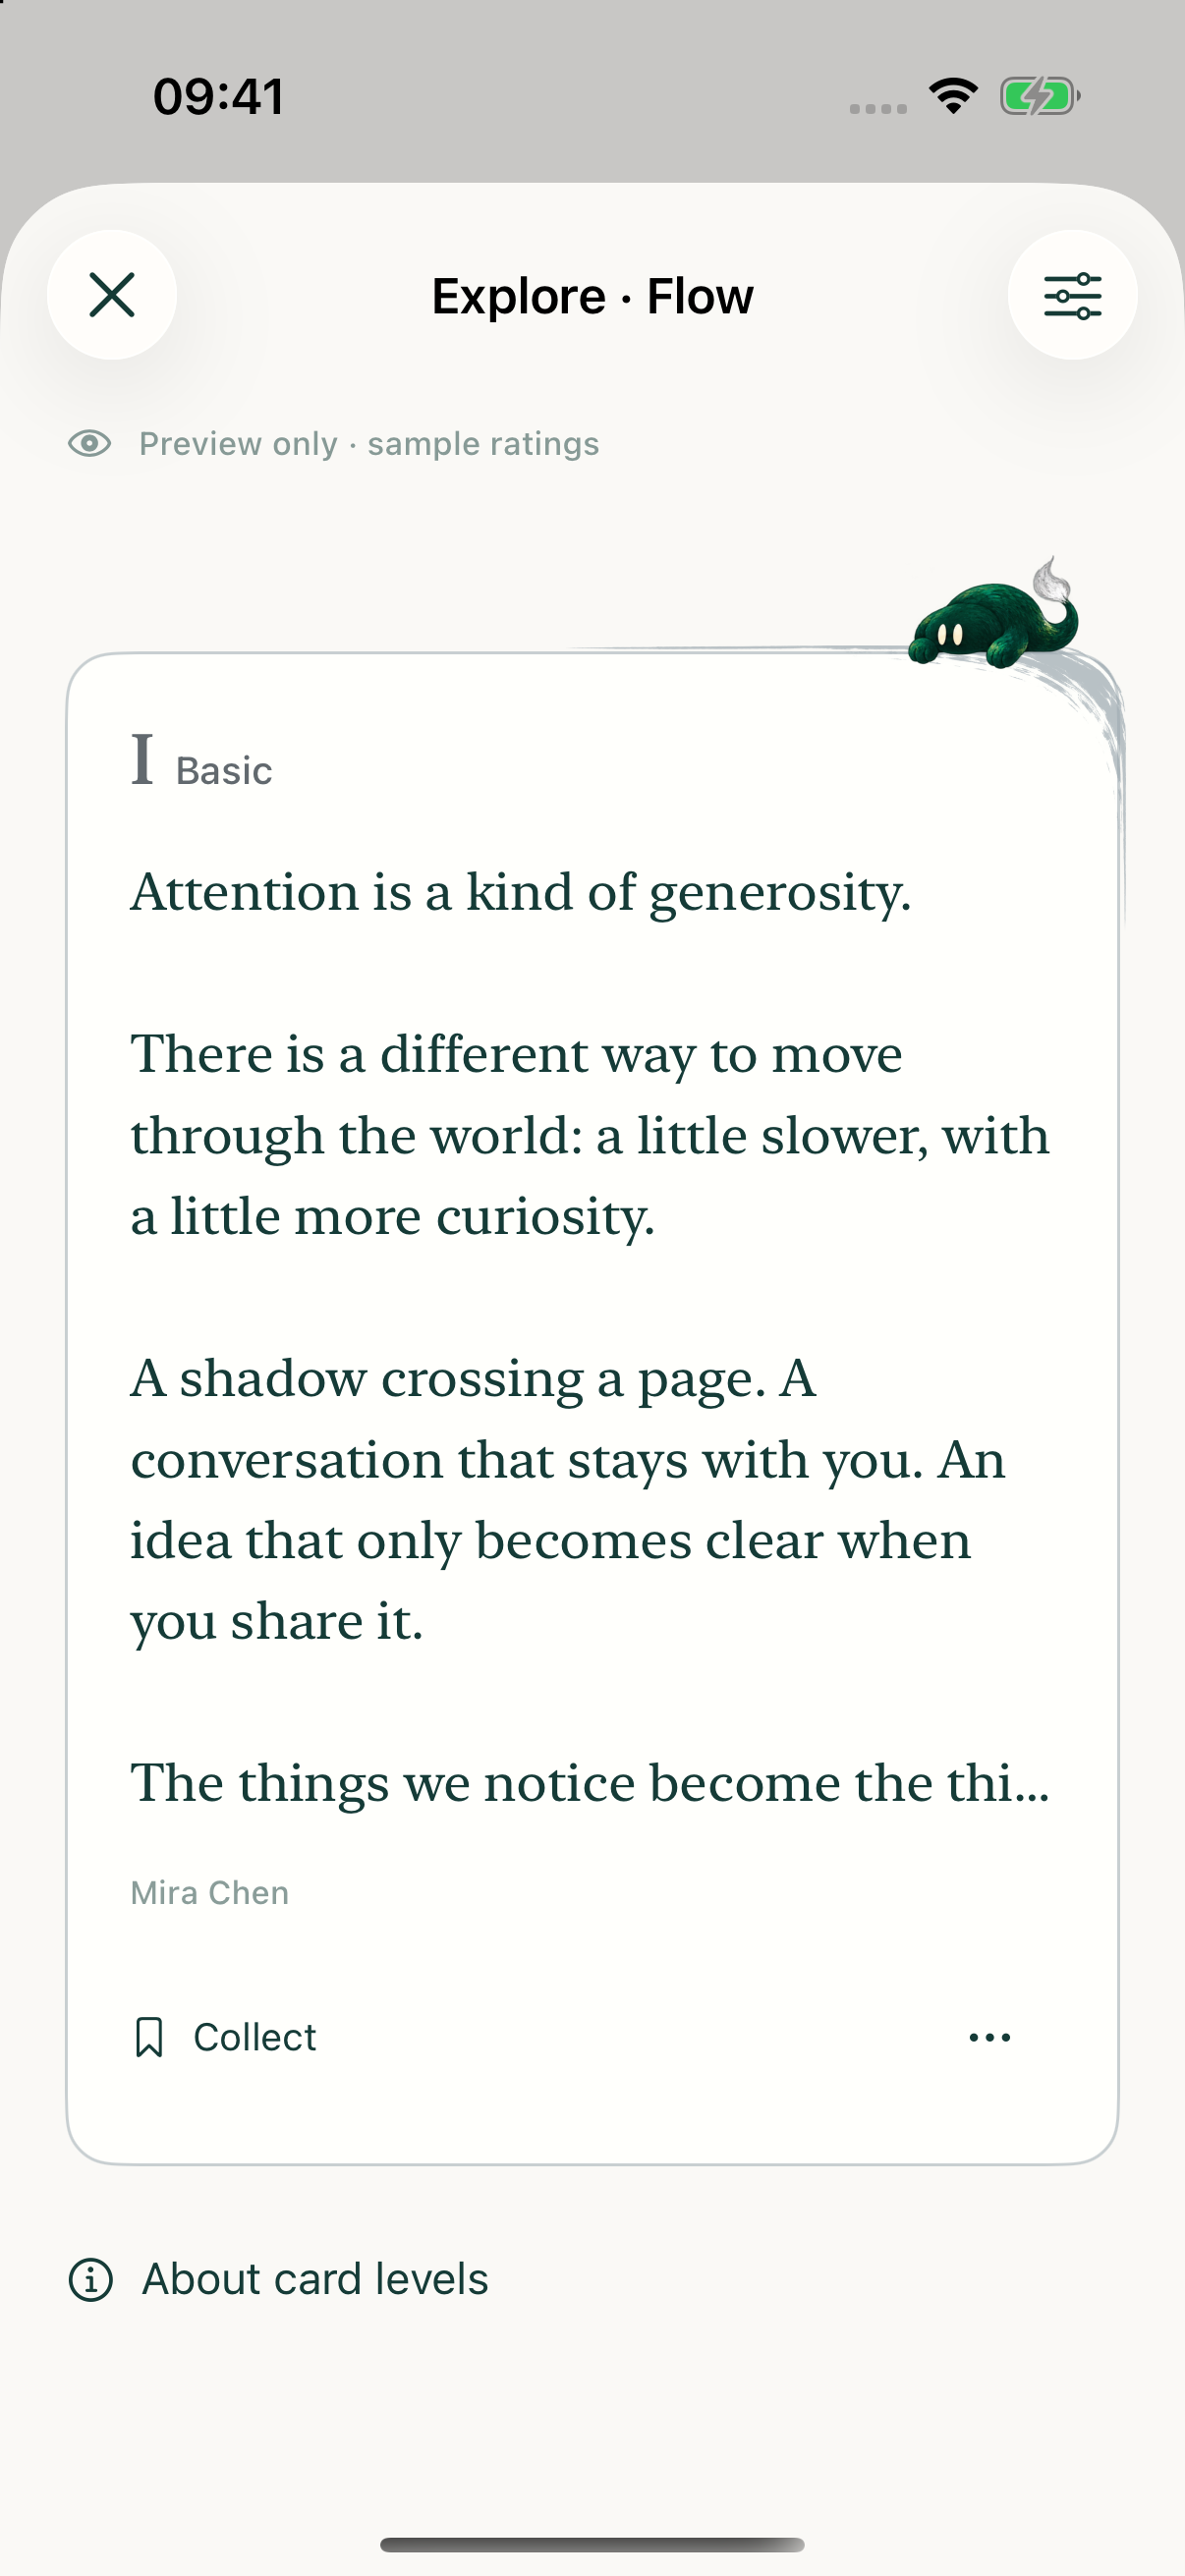 09:41
Explore · Flow
Preview only · sample ratings
I Basic
Attention is a kind of generosity.
There is a different way to move
through the world: a little slower, with
a little more curiosity.
A shadow crossing a page. A
conversation that stays with you. An
idea that only becomes clear when
you share it.
The things we notice become the thi...
Mira Chen
Collect
About card levels